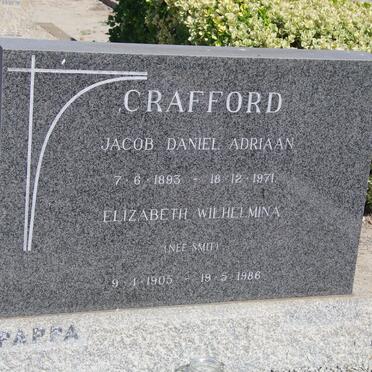 CRAFFORD
JACOB DANIEL ADRIAAN
7-6-1893 - 18-12-1971
ELIZABETH WILHELMINA
(NEE SMIT)
9-4-1905 - 19-5-1986
PAPPA